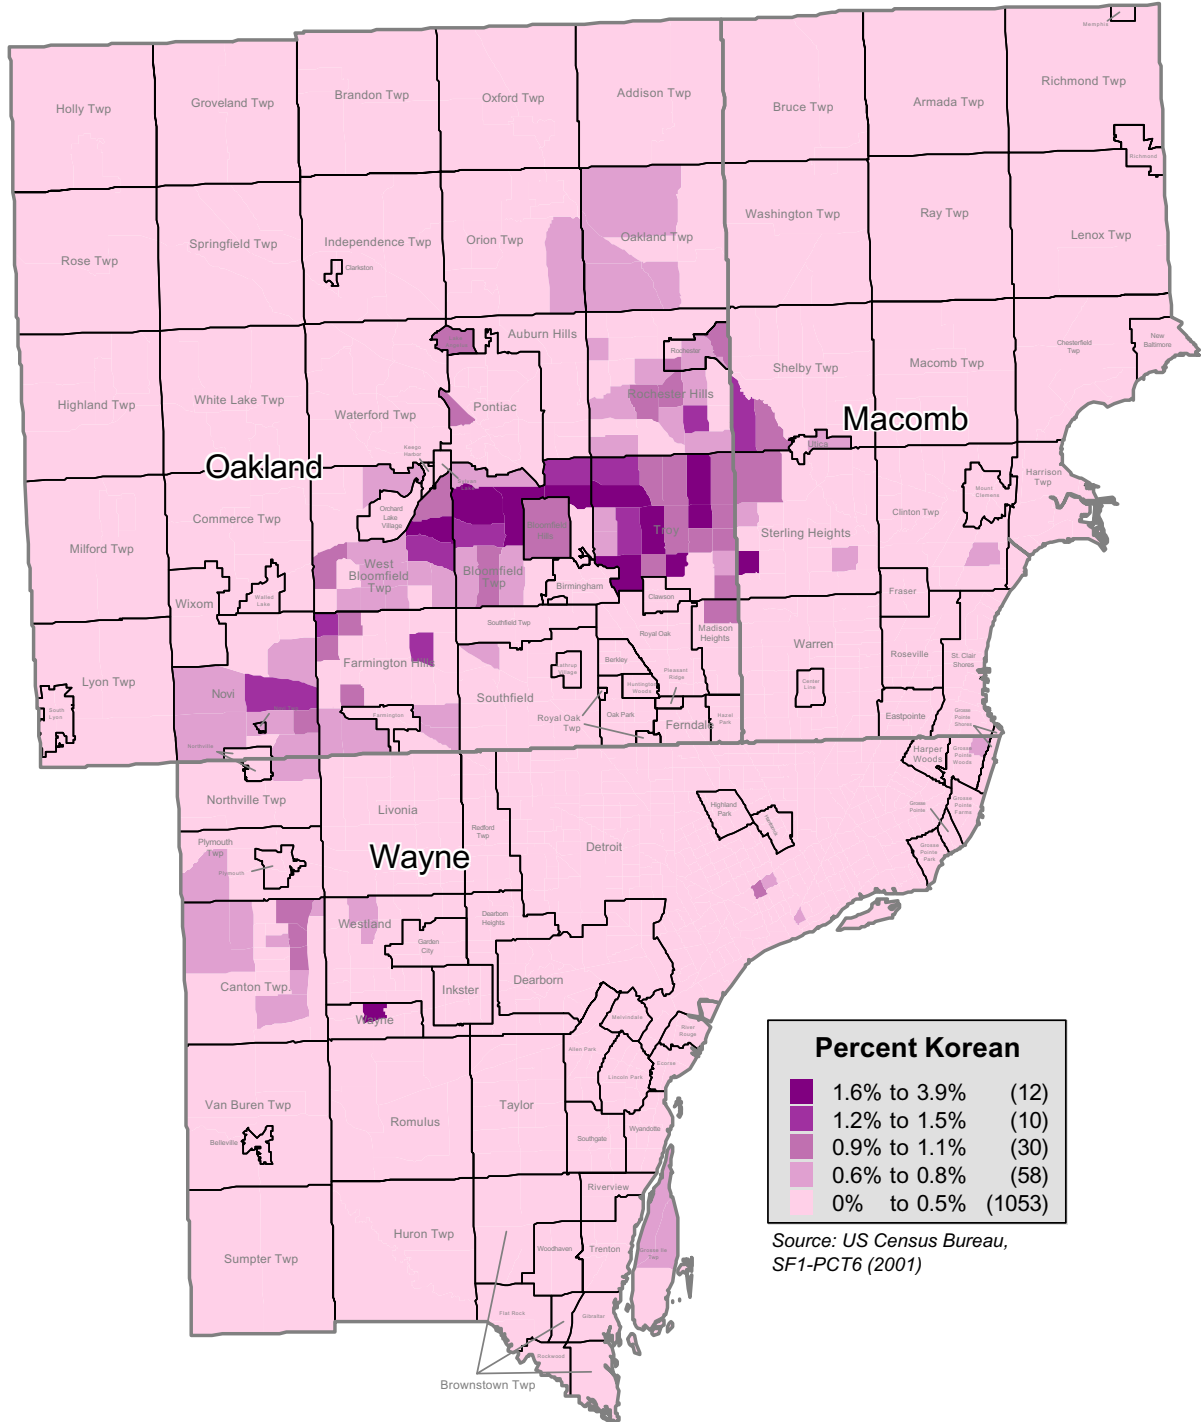 Memphis
Holly Twp
Groveland Twp
Brandon Twp
Oxford Twp
Addison Twp
Bruce Twp
Armada Twp
Richmond Twp
Richmond
Rose Twp
Springfield Twp
Independence Twp
Clarkston
Orion Twp
Oakland Twp
Washington Twp
Ray Twp
Lenox Twp
Highland Twp
White Lake Twp
Waterford Twp
Auburn Hills
Pontiac
Rochester
Rochester Hills
Shelby Twp
Macomb Twp
Chesterfield
Twp
New
Baltimore
Macomb
Utica
Oakland
Keego
Harbor
Milford Twp
Commerce Twp
Orchard
Lake
Village
West
Bloomfield
Twp
Bloomfield
Twp
Bloomfield
Hills
Troy
Sterling Heights
Clinton Twp
Mount
Clemens
Harrison
Twp
Wixom
Walled
Lake
Birmingham
Clawson
Fraser
Lyon Twp
South
Lyon
Novi
Farmington Hills
Farmington
Southfield Twp
Southfield
Lathrup
Village
Royal Oak
Berkley
Huntington
Woods
Pleasant
Ridge
Madison
Heights
Royal Oak
Twp
Oak Park
Ferndale
Hazel
Park
Warren
Center
Line
Roseville
Eastpointe
St. Clair
Shores
Grosse
Pointe
Shores
Northville
Northville Twp
Livonia
Redford
Twp
Detroit
Highland
Park
Hamtramck
Harper
Woods
Grosse
Pointe
Woods
Grosse
Pointe
Farms
Grosse
Pointe
Grosse
Pointe
Park
Plymouth
Twp
Plymouth
Wayne
Canton Twp.
Westland
Garden
City
Dearborn
Heights
Inkster
Dearborn
Wayne
Melvindale
River
Rouge
Allen Park
Lincoln Park
Ecorse
Van Buren Twp
Belleville
Romulus
Taylor
Southgate
Wyandotte
Sumpter Twp
Huron Twp
Riverview
Woodhaven
Trenton
Grosse Ile
Twp
Flat Rock
Gibraltar
Rockwood
Brownstown Twp
Percent Korean
1.6% to 3.9% (12)
1.2% to 1.5% (10)
0.9% to 1.1% (30)
0.6% to 0.8% (58)
0% to 0.5% (1053)
Source: US Census Bureau,
SF1-PCT6 (2001)